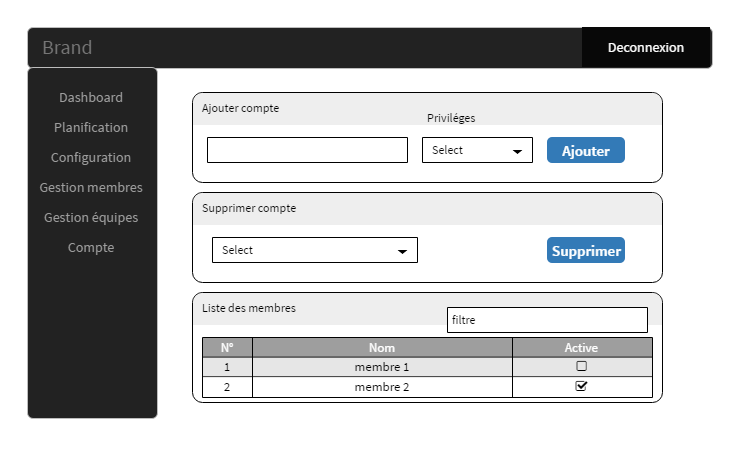 Brand
Deconnexion
Dashboard
Planification
Configuration
Gestion membres
Gestion équipes
Compte
Ajouter compte
Priviléges
Select
Ajouter
Supprimer compte
Select
Supprimer
Liste des membres
filtre
N° Nom Active
1 membre 1
2 membre 2